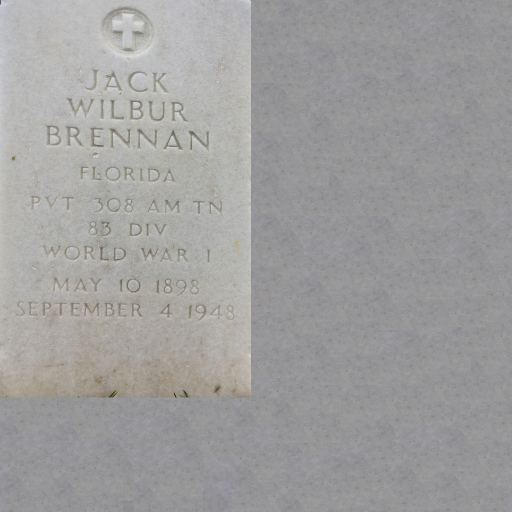 JACK
WILBUR
BRENNAN
FLORIDA
PVT 308 AM TN
83 DIV
WORLD WAR I
MAY 10 1898
SEPTEMBER 4 1948